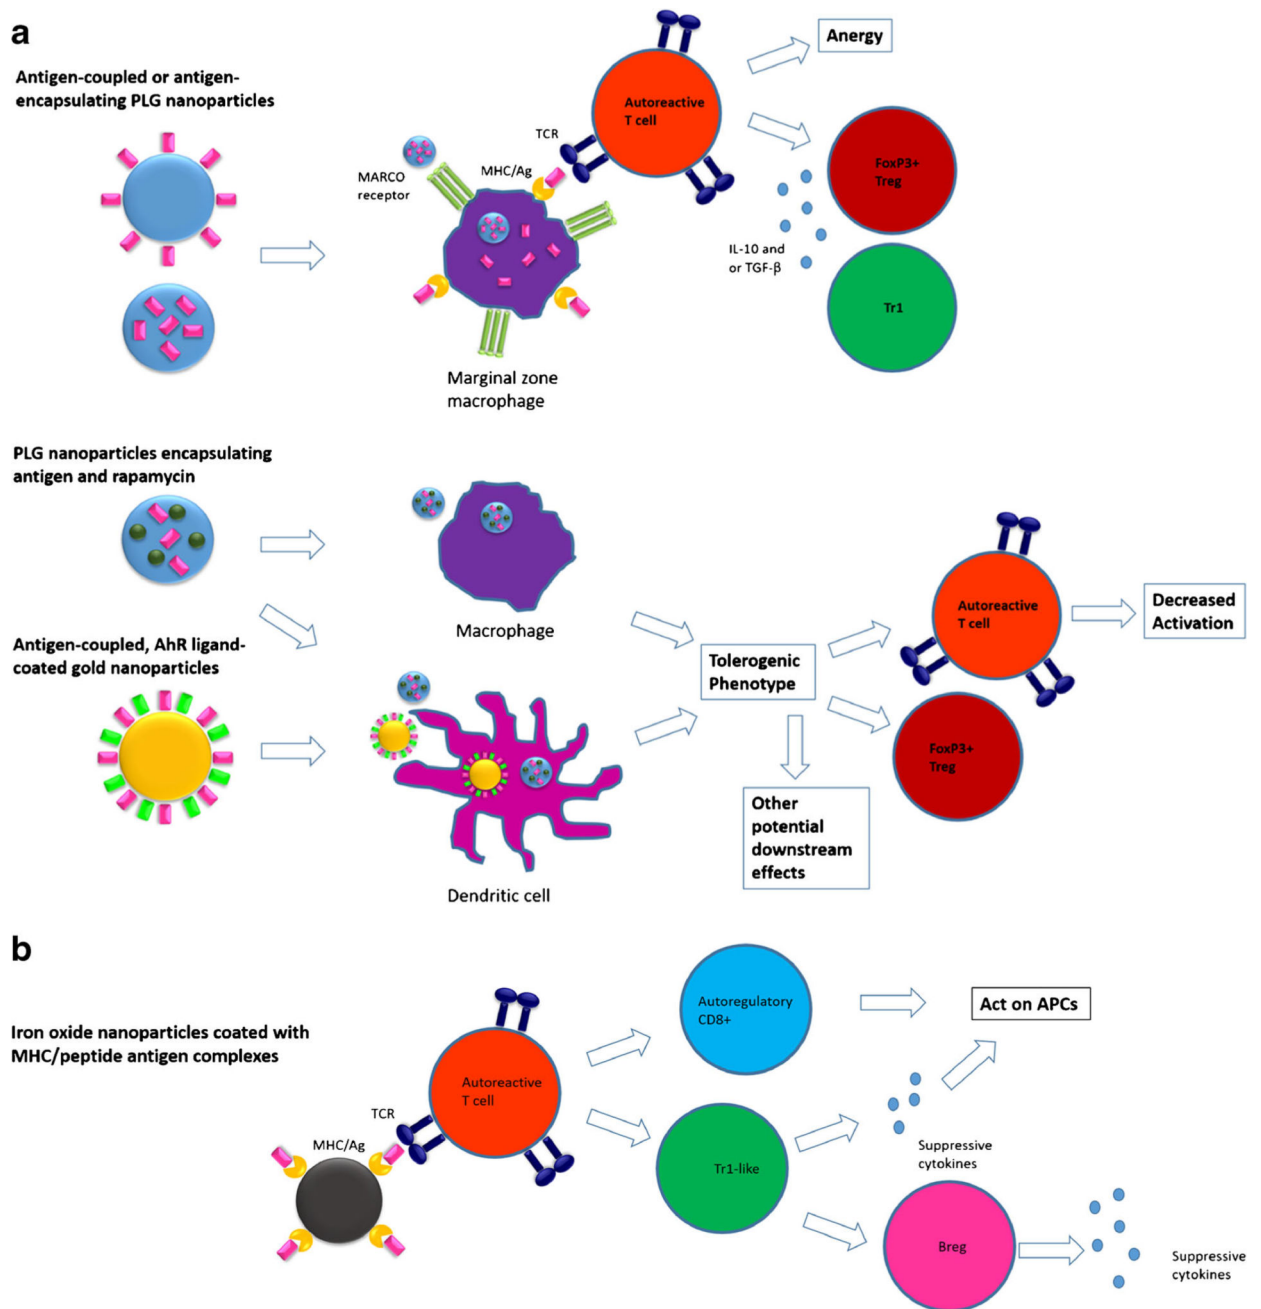 a
Antigen-coupled or antigen-
encapsulating PLG nanoparticles
MARCO
receptor
MHC/Ag
TCR
Autoreactive
T cell
Anergy
FoxP3+
Treg
IL-10 and
or TGF-β
Tr1
Marginal zone
macrophage
PLG nanoparticles encapsulating
antigen and rapamycin
Macrophage
Antigen-coupled, AhR ligand-
coated gold nanoparticles
Dendritic cell
Tolerogenic
Phenotype
Autoreactive
T cell
Decreased
Activation
FoxP3+
Treg
Other
potential
downstream
effects
b
Iron oxide nanoparticles coated with
MHC/peptide antigen complexes
MHC/Ag
TCR
Autoreactive
T cell
Autoregulatory
CD8+
Act on APCs
Tr1-like
Suppressive
cytokines
Breg
Suppressive
cytokines